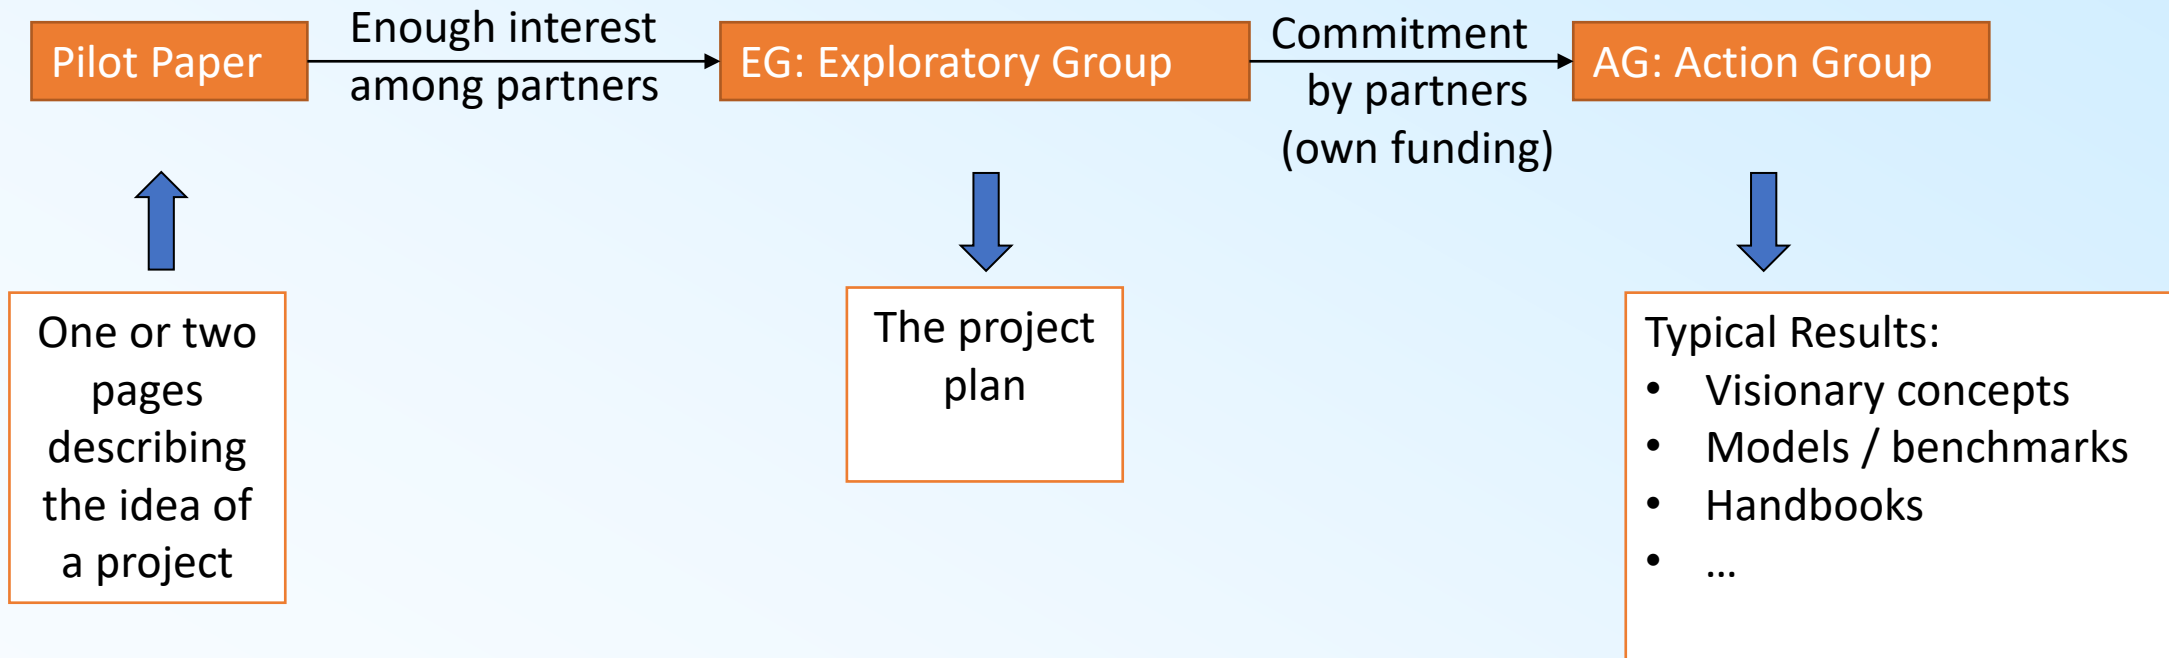 Pilot Paper
Enough interest
among partners
EG: Exploratory Group
Commitment
by partners
(own funding)
AG: Action Group
One or two
pages
describing
the idea of
a project
The project
plan
Typical Results:
• Visionary concepts
• Models / benchmarks
• Handbooks
• ...